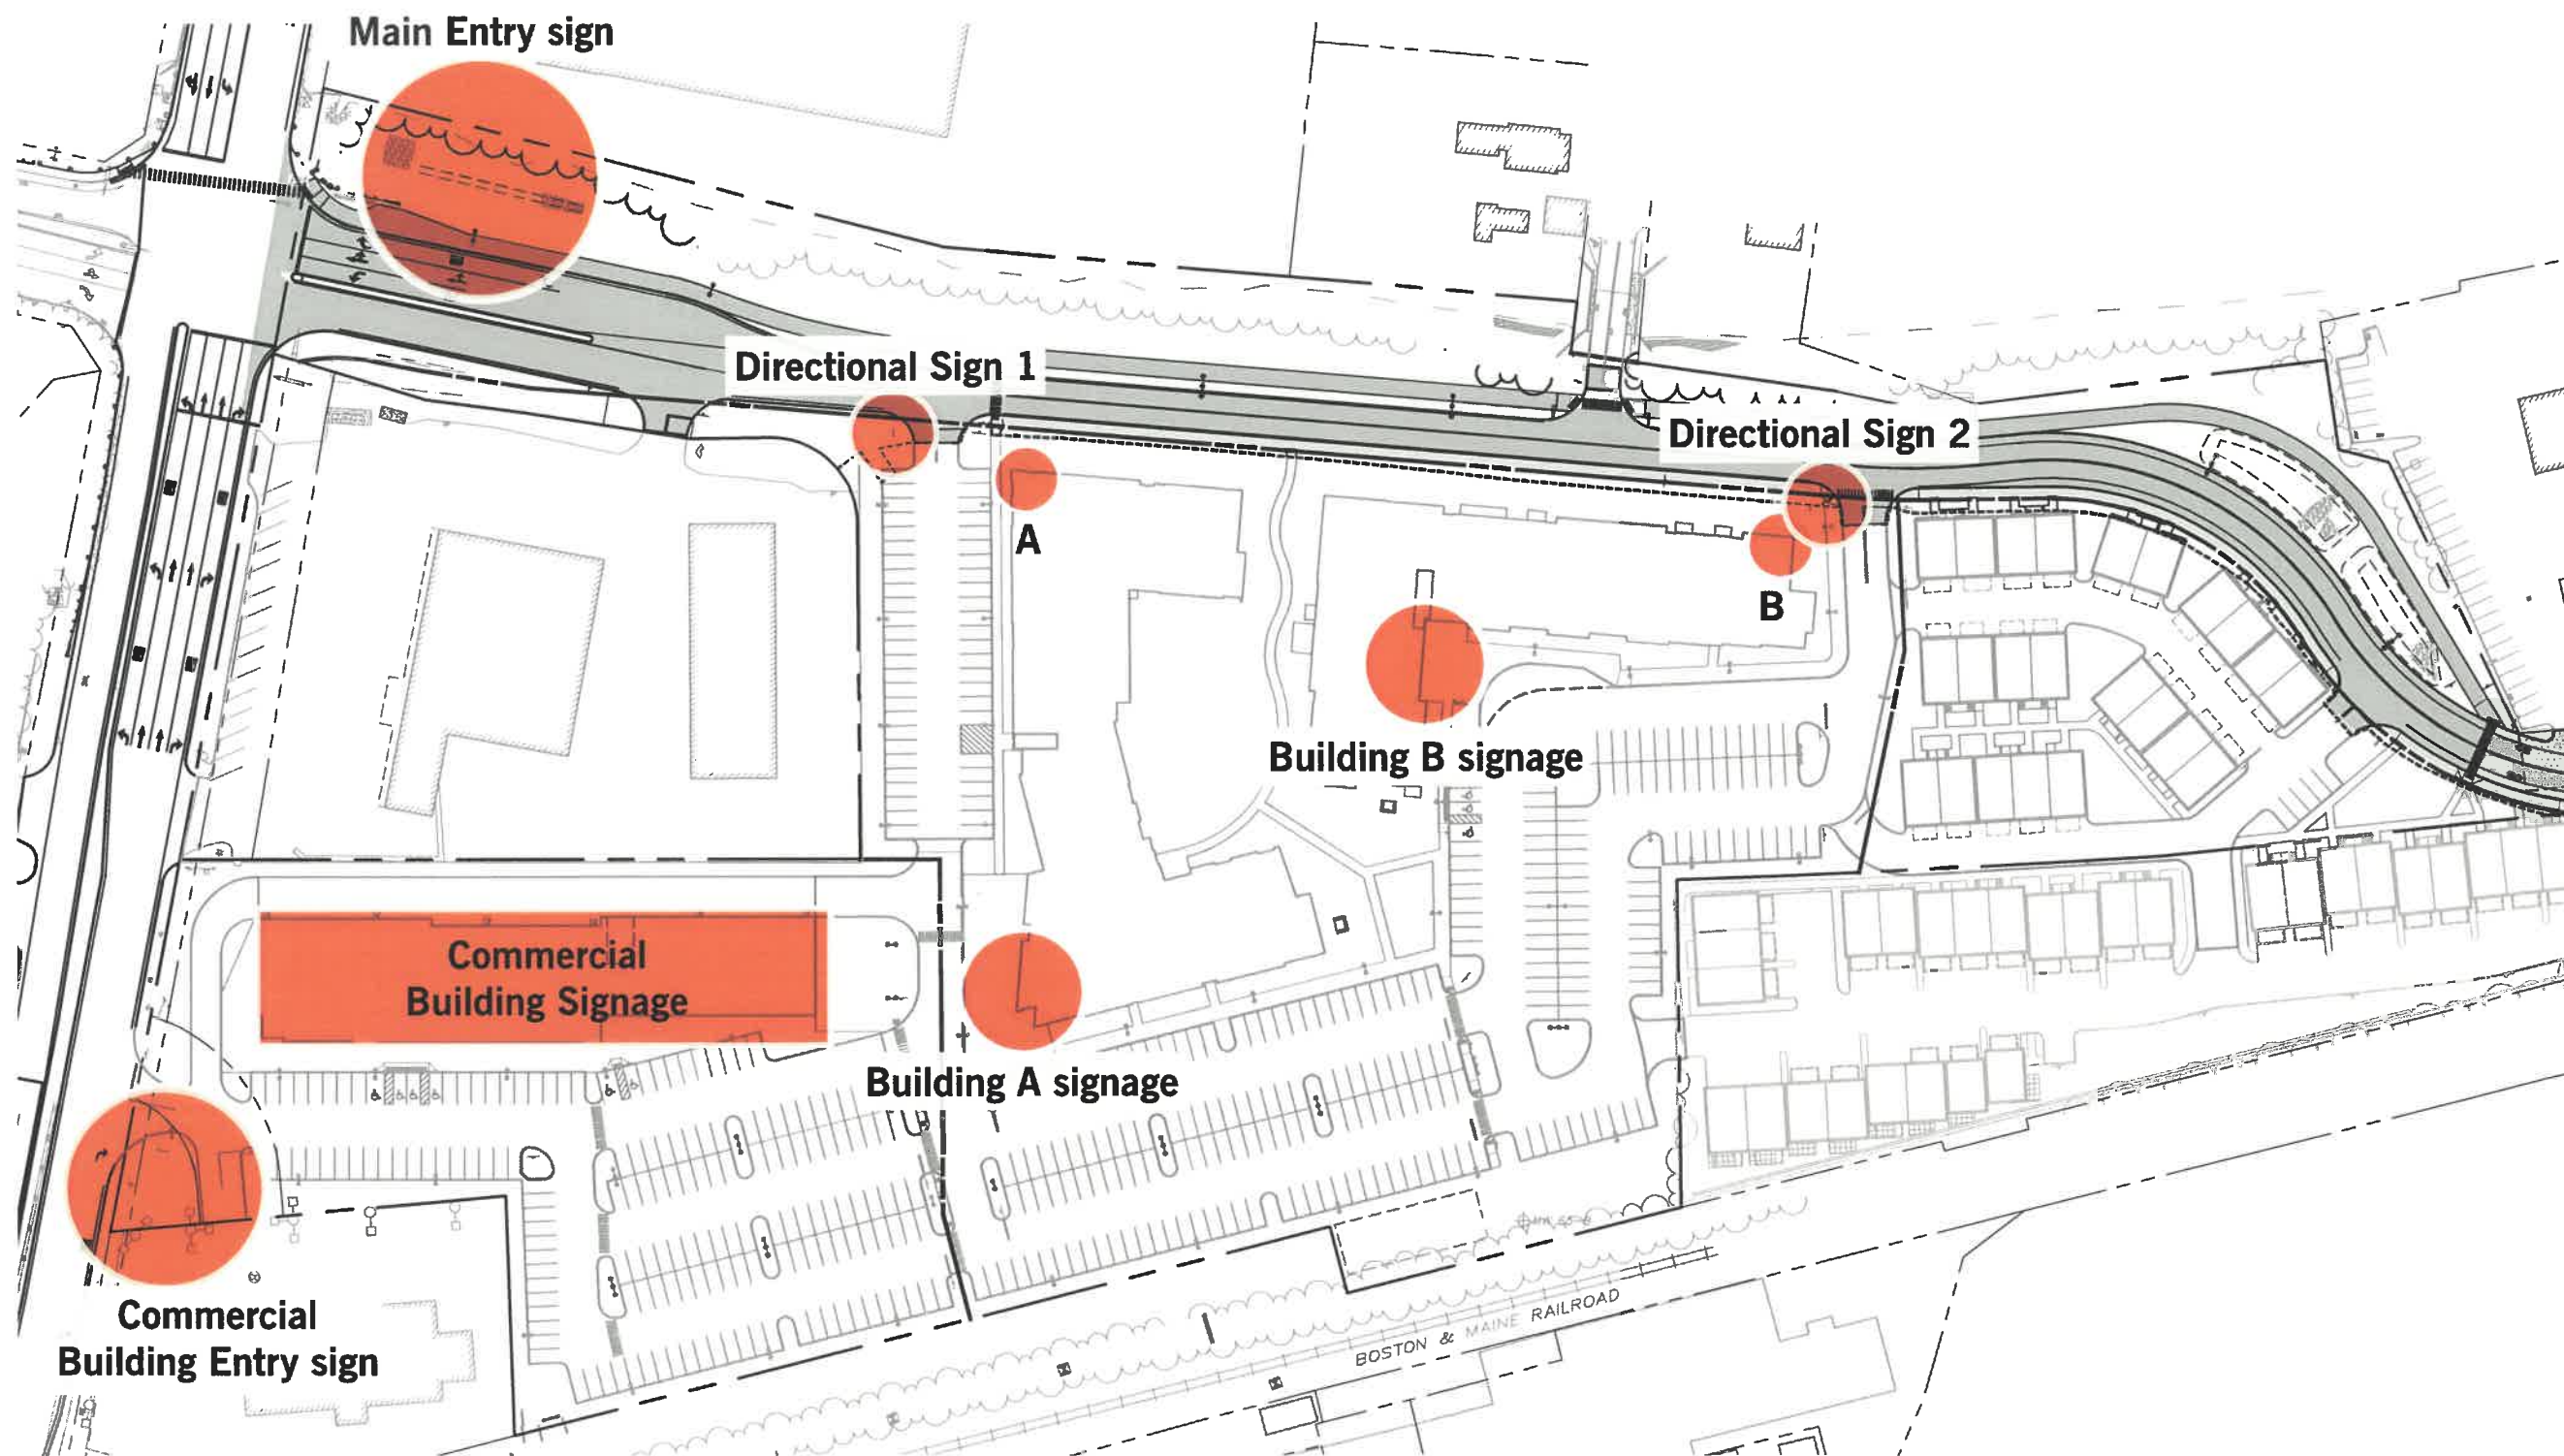 Main Entry sign
Directional Sign 1
Directional Sign 2
A
B
Building B signage
Commercial
Building Signage
Building A signage
Commercial
Building Entry sign
BOSTON & MAINE RAILROAD